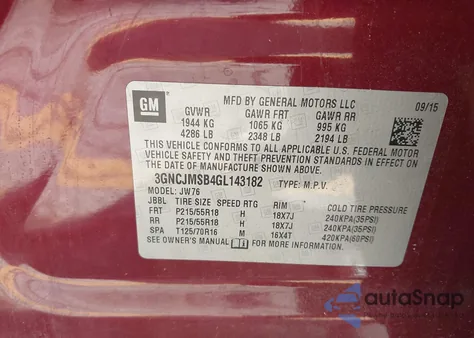 GM
MFD BY GENERAL MOTORS LLC
09/15
GVWR GAWR FRT GAWR RR
1944 KG 1065 KG 995 KG
4286 LB 2348 LB 2194 LB
THIS VEHICLE CONFORMS TO ALL APPLICABLE U.S. FEDERAL MOTOR
VEHICLE SAFETY AND THEFT PREVENTION STANDARDS IN EFFECT ON
THE DATE OF MANUFACTURE SHOWN ABOVE.
3GNCJMSB4GL143182 TYPE: M.P.V.
MODEL: JW76
JBBL TIRE SIZE SPEED RTG RIM COLD TIRE PRESSURE
FRT P215/55R18 H 18X7J 240KPA(35PSI)
RR P215/55R18 H 18X7J 240KPA(35PSI)
SPA T125/70R16 M 16X4T 420KPA(60PSI)
SEE OWNER'S MANUAL FOR ADDITIONAL INFORMATION
autoSnap